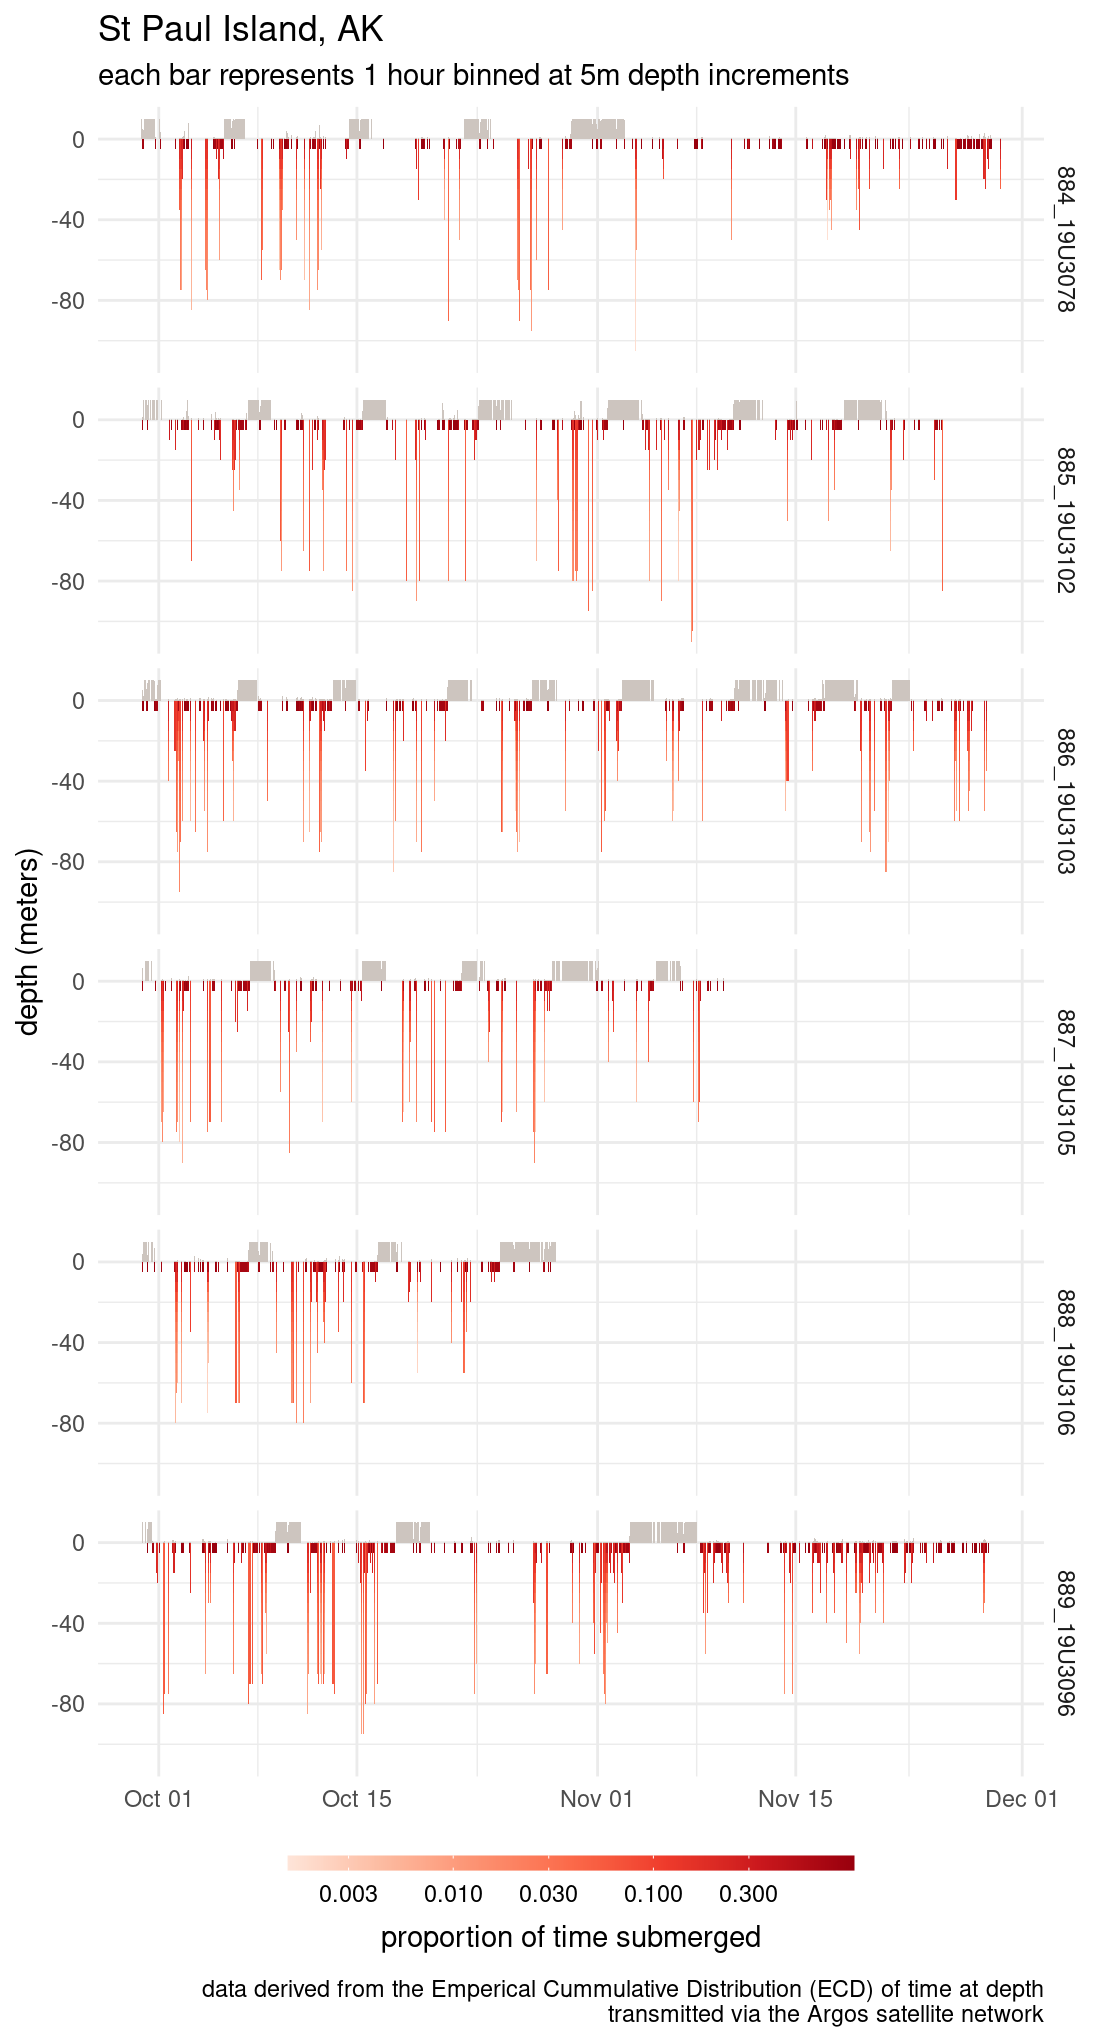 St Paul Island, AK
each bar represents 1 hour binned at 5m depth increments
depth (meters)
0
-40
-80
884_19U3078
0
-40
-80
885_19U3102
0
-40
-80
886_19U3103
0
-40
-80
887_19U3105
0
-40
-80
888_19U3106
0
-40
-80
889_19U3096
Oct 01 Oct 15 Nov 01 Nov 15 Dec 01
0.003 0.010 0.030 0.100 0.300
proportion of time submerged
data derived from the Emperical Cummulative Distribution (ECD) of time at depth
transmitted via the Argos satellite network